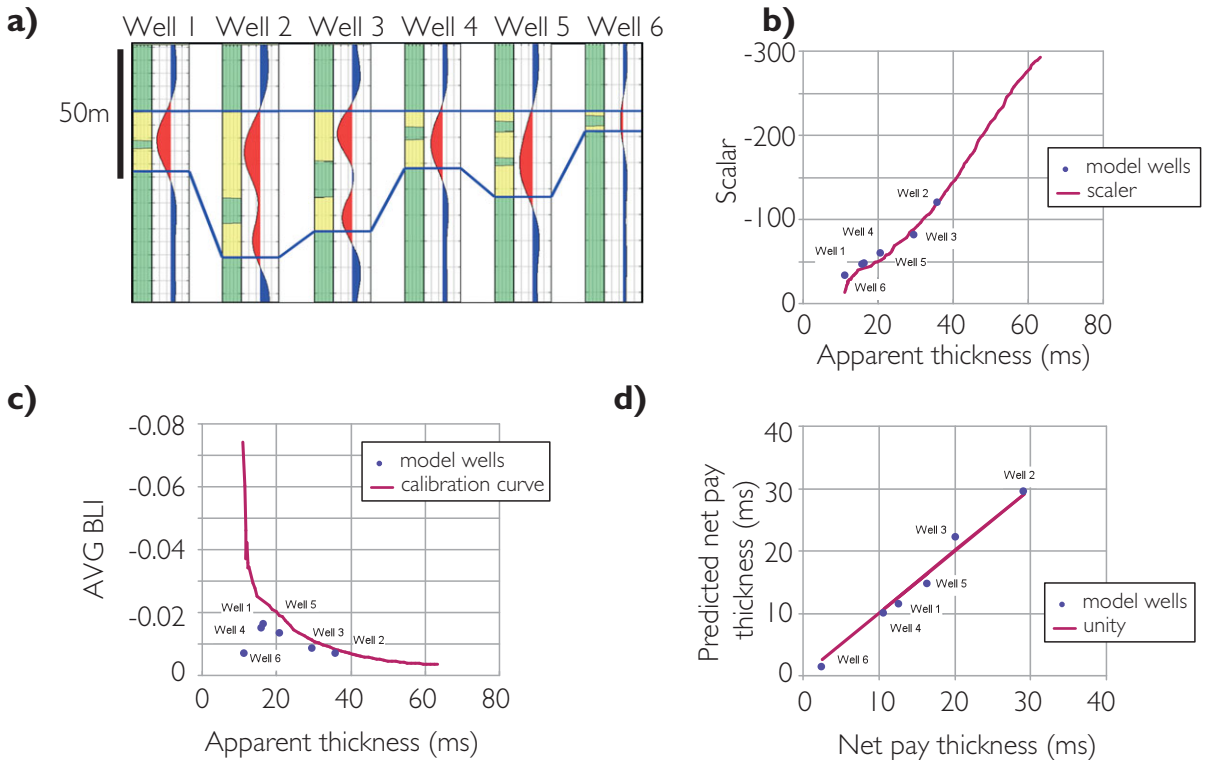 a)
Well 1 Well 2 Well 3 Well 4 Well 5 Well 6
50m
b)
-300
-200
-100
0
Scalar
0 20 40 60 80
Apparent thickness (ms)
model wells
scaler
Well 2
Well 4
Well 3
Well 1
Well 5
Well 6
c)
-0.08
-0.06
-0.04
-0.02
0
AVG BLI
0 20 40 60 80
Apparent thickness (ms)
model wells
calibration curve
Well 1
Well 5
Well 4
Well 3
Well 2
Well 6
d)
40
30
20
10
0
Predicted net pay
thickness (ms)
0 10 20 30 40
Net pay thickness (ms)
model wells
unity
Well 2
Well 3
Well 5
Well 1
Well 4
Well 6